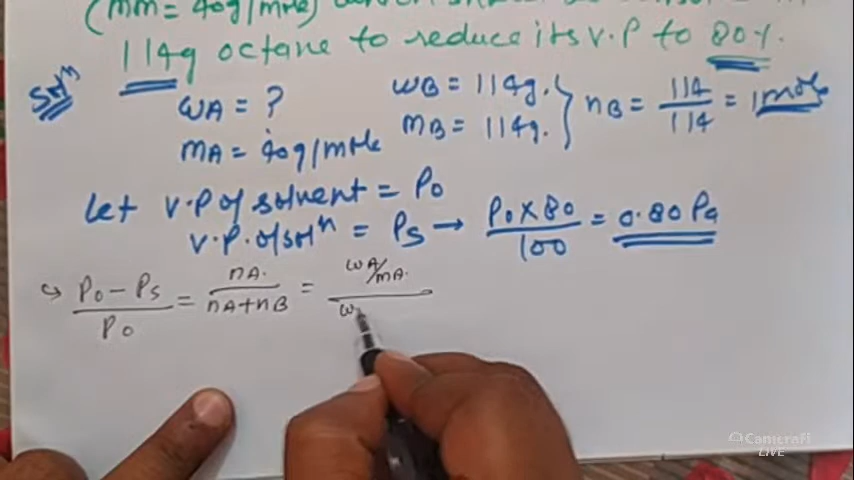 (MM = 40g/mole)
114g octane to reduce its V.P to 80%.
Solⁿ
WA = ? WB = 114g. } nB = 114/114 = 1mole
MA = 40g/mole MB = 114g.
Let V.P of solvent = P₀
V.P. of solⁿ = Ps → P₀×80/100 = 0.80 P₀
↪ P₀ - Ps/P₀ = nA./nA+nB = WA/MA./W
CameraFi
LIVE